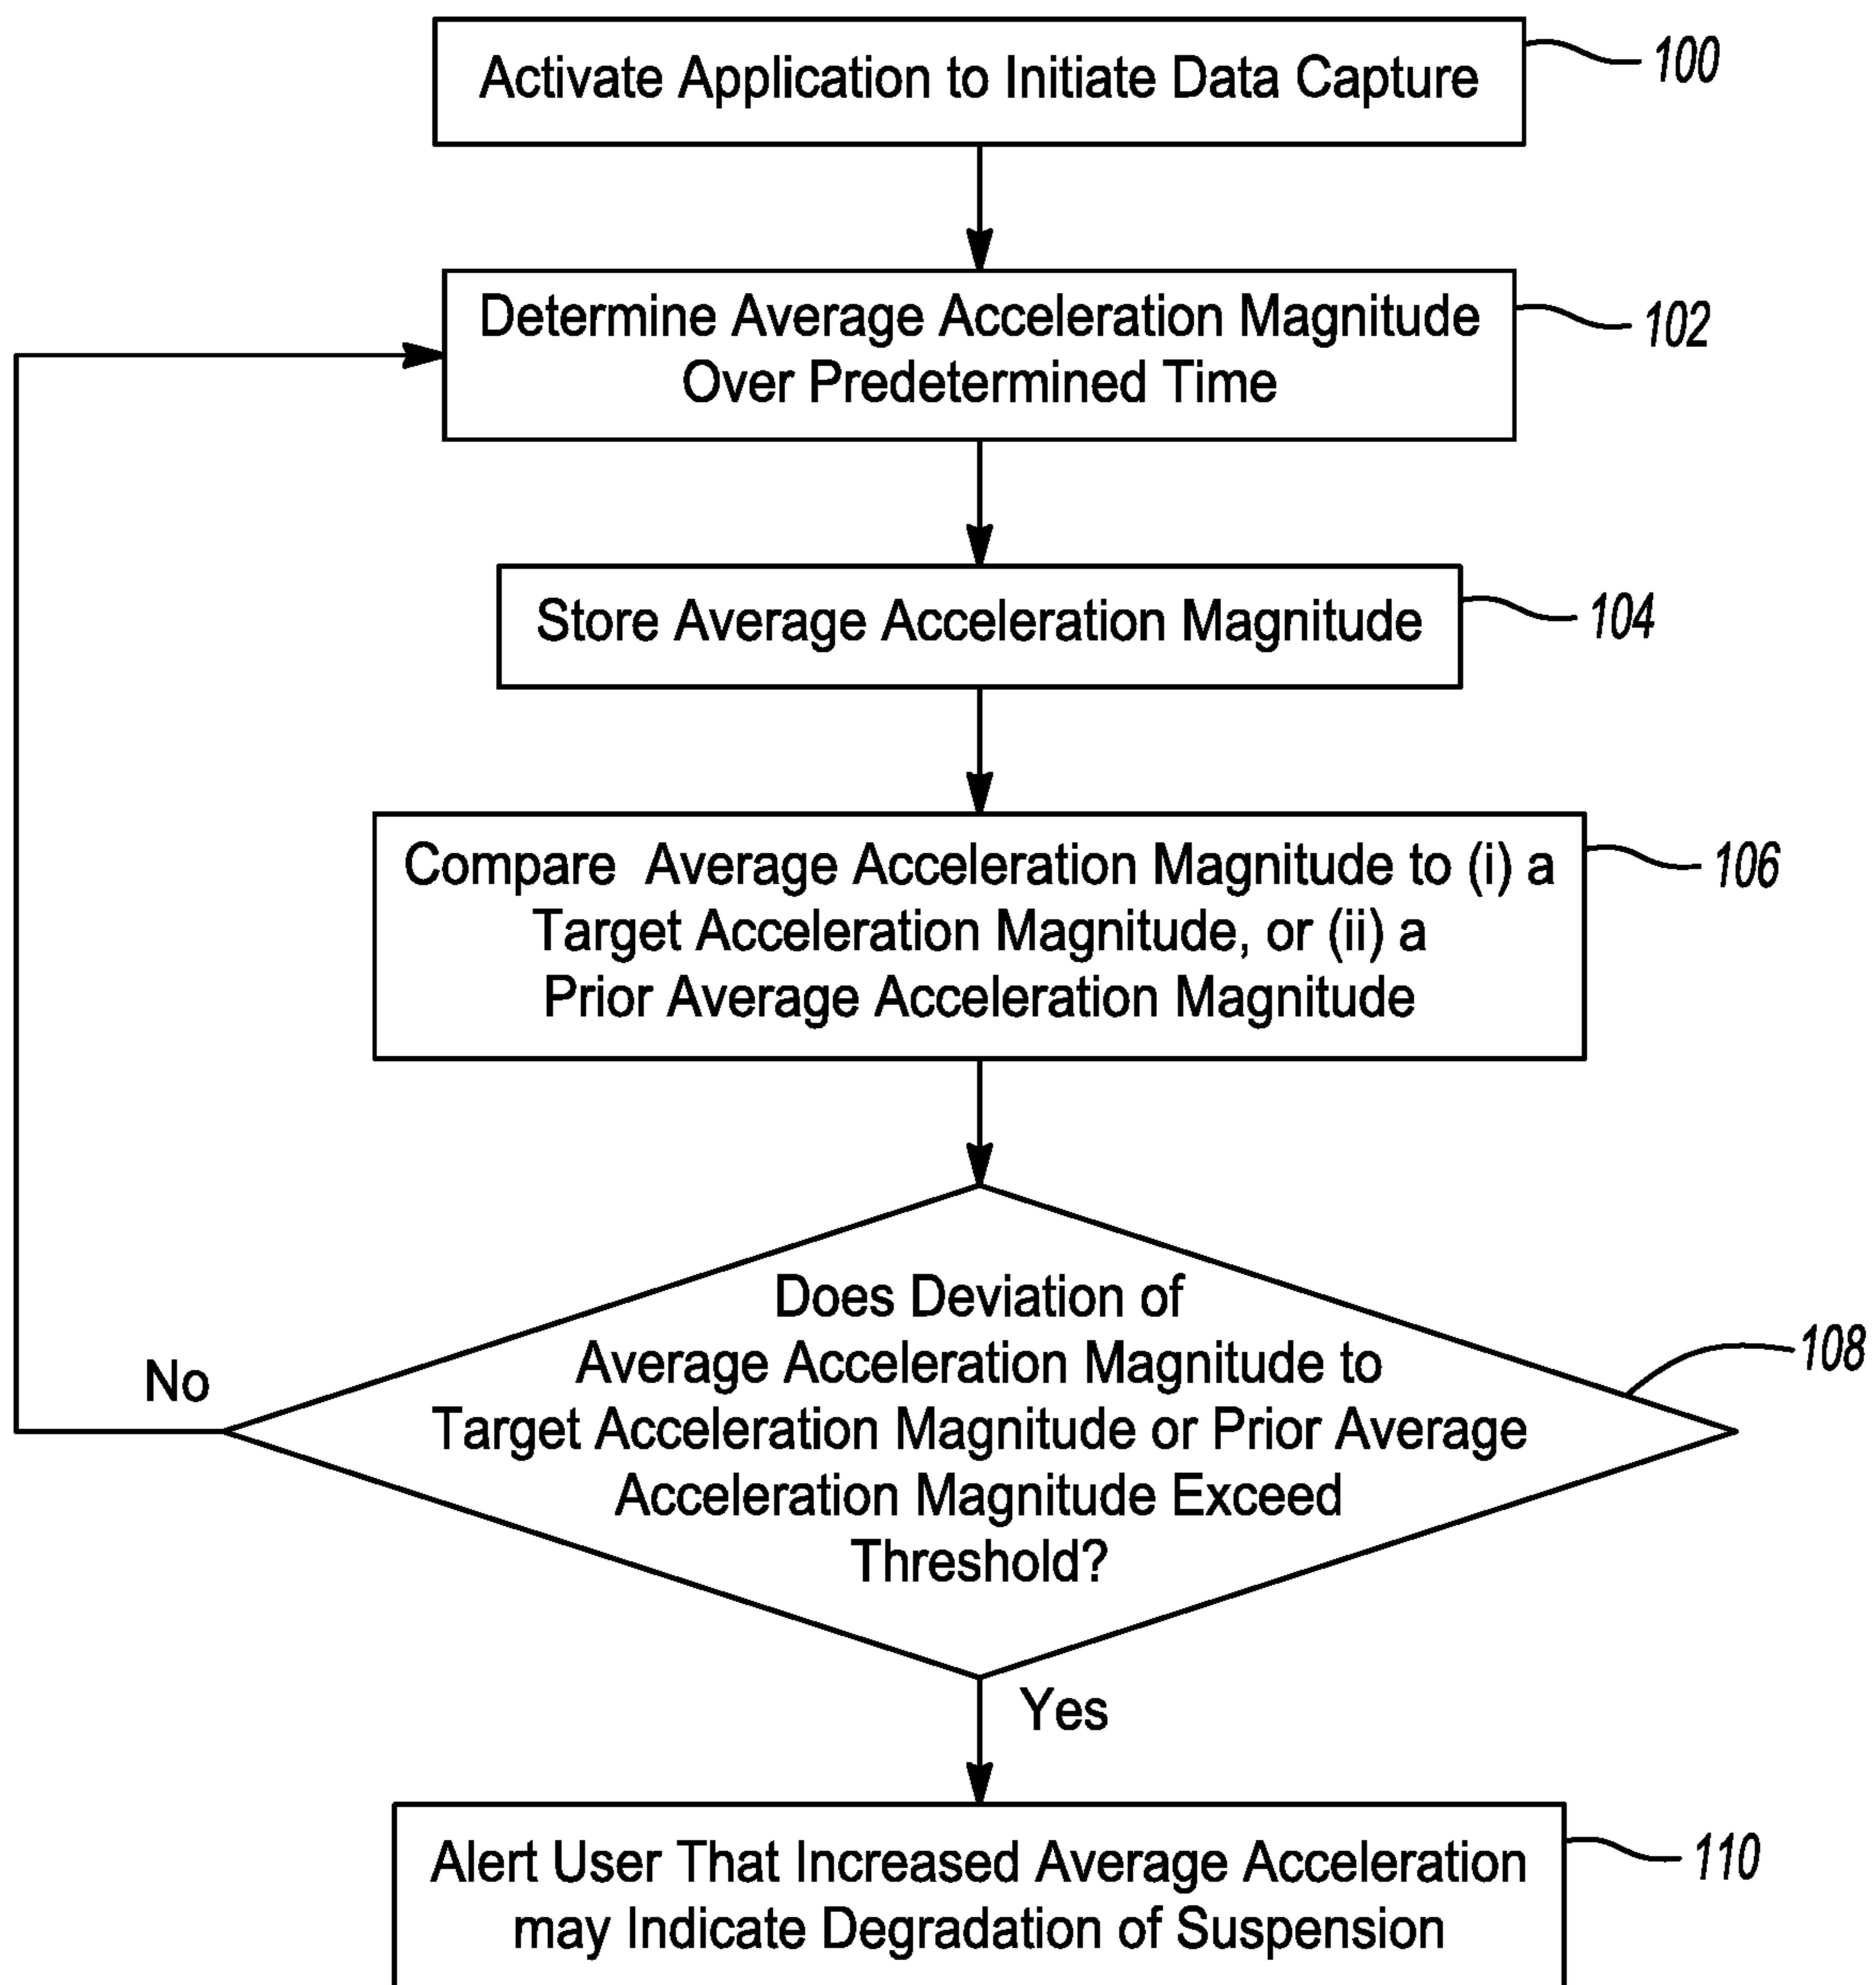 Activate Application to Initiate Data Capture
100
Determine Average Acceleration Magnitude
Over Predetermined Time
102
Store Average Acceleration Magnitude
104
Compare Average Acceleration Magnitude to (i) a
Target Acceleration Magnitude, or (ii) a
Prior Average Acceleration Magnitude
106
Does Deviation of
Average Acceleration Magnitude to
Target Acceleration Magnitude or Prior Average
Acceleration Magnitude Exceed
Threshold?
108
No
Yes
Alert User That Increased Average Acceleration
may Indicate Degradation of Suspension
110